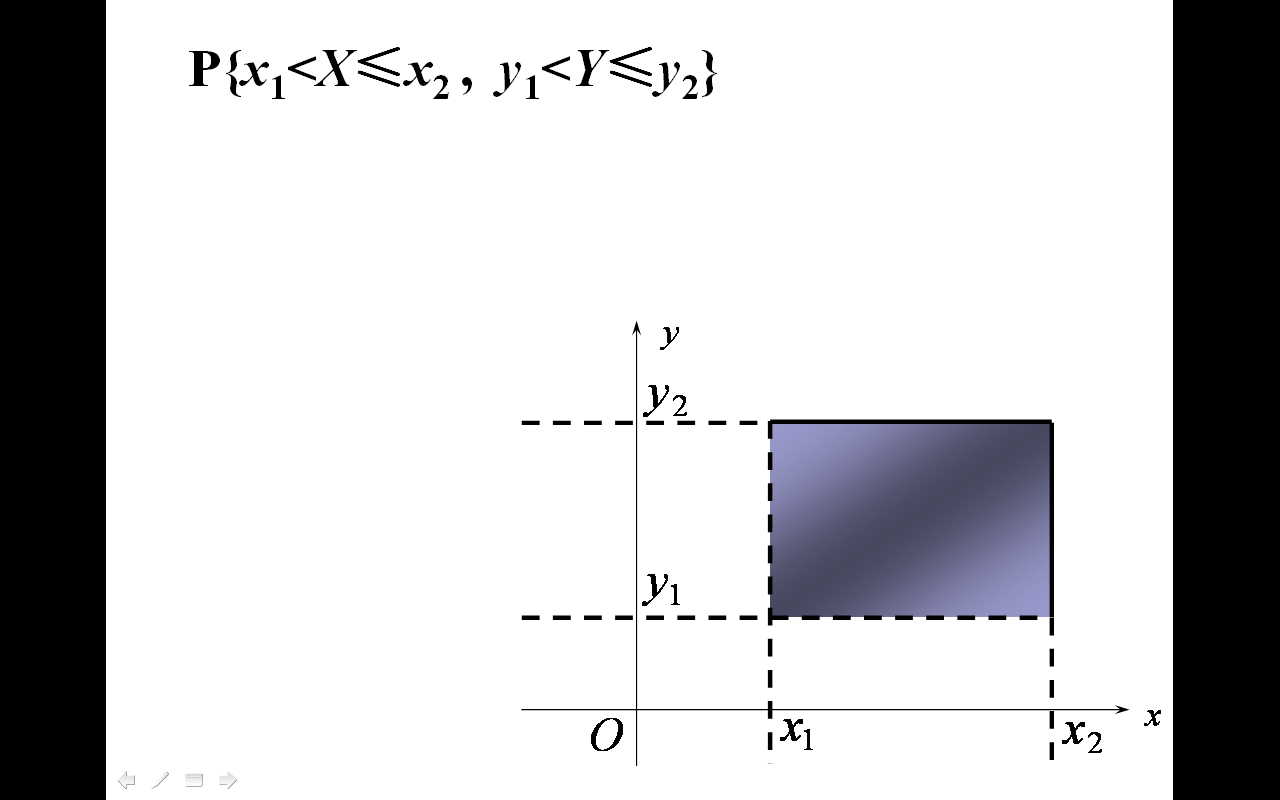 P{x₁<X≤x₂ , y₁<Y≤y₂}
y
y₂
y₁
O
x₁
x₂
x